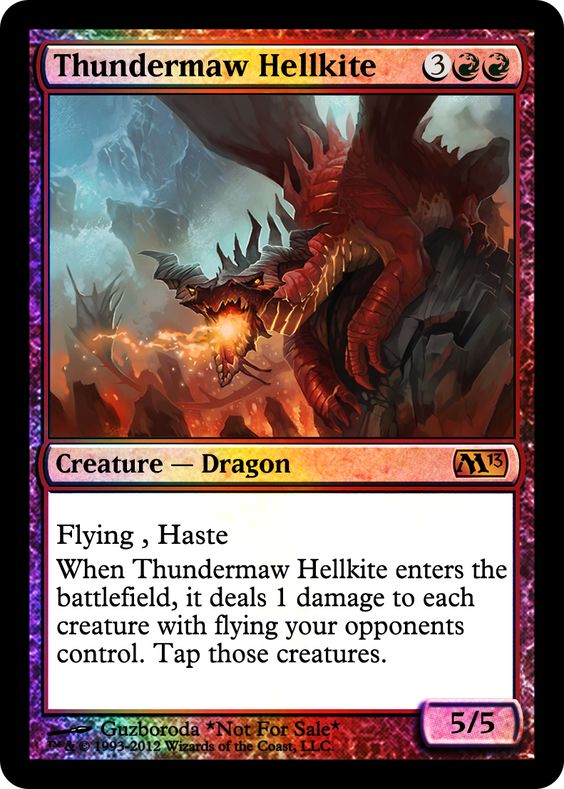 Thundermaw Hellkite 3
Creature — Dragon M13
Flying , Haste
When Thundermaw Hellkite enters the
battlefield, it deals 1 damage to each
creature with flying your opponents
control. Tap those creatures.
5/5
Guzboroda *Not For Sale*
™ & © 1993-2012 Wizards of the Coast, LLC.